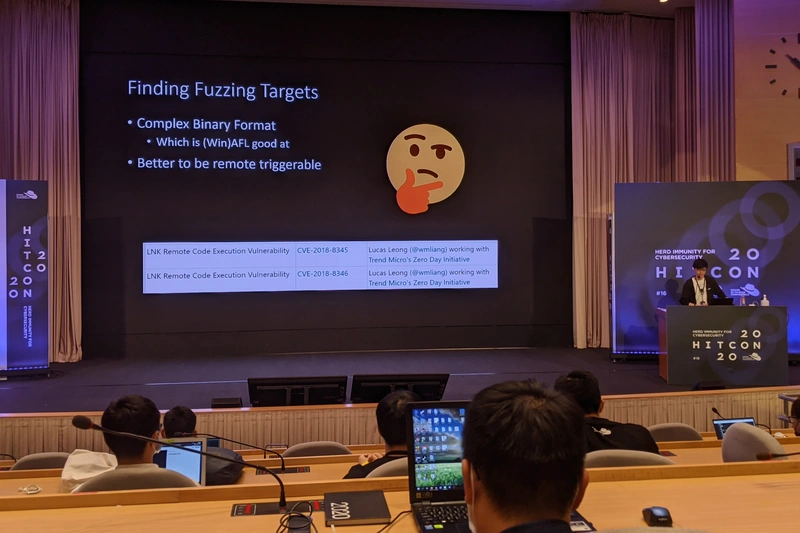 Finding Fuzzing Targets
• Complex Binary Format
• Which is (Win)AFL good at
• Better to be remote triggerable
LNK Remote Code Execution Vulnerability CVE-2018-8345 Lucas Leong (@wmliang) working with
Trend Micro's Zero Day Initiative
LNK Remote Code Execution Vulnerability CVE-2018-8346 Lucas Leong (@wmliang) working with
Trend Micro's Zero Day Initiative
HITCON
20
20
HERO IMMUNITY FOR
CYBERSECURITY
HERO IMMUNITY FOR
CYBERSECURITY
20
HITCON
#16
HERO IMMUNITY FOR
CYBERSECURITY
20
HITCON
20
2020